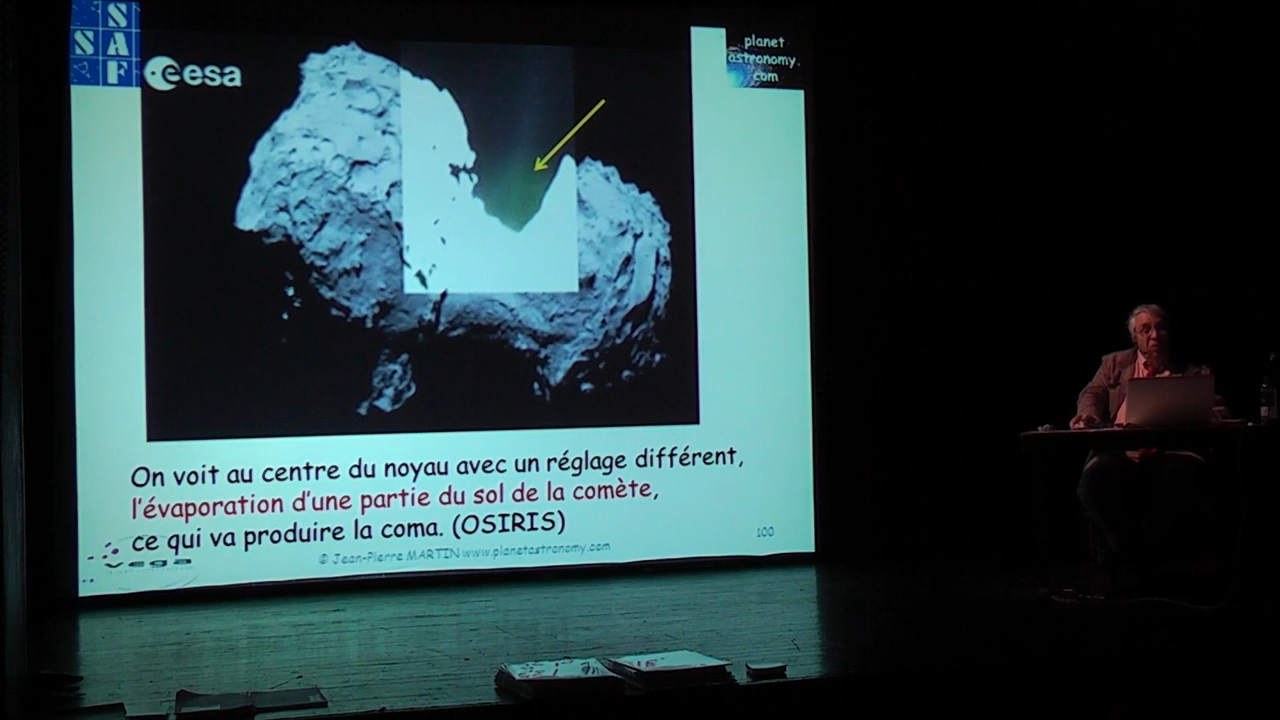 S
S A
F
esa
planet
astronomy.
com
On voit au centre du noyau avec un réglage différent,
l'évaporation d'une partie du sol de la comète,
ce qui va produire la coma. (OSIRIS)
100
vega
© Jean-Pierre MARTIN www.planetastronomy.com